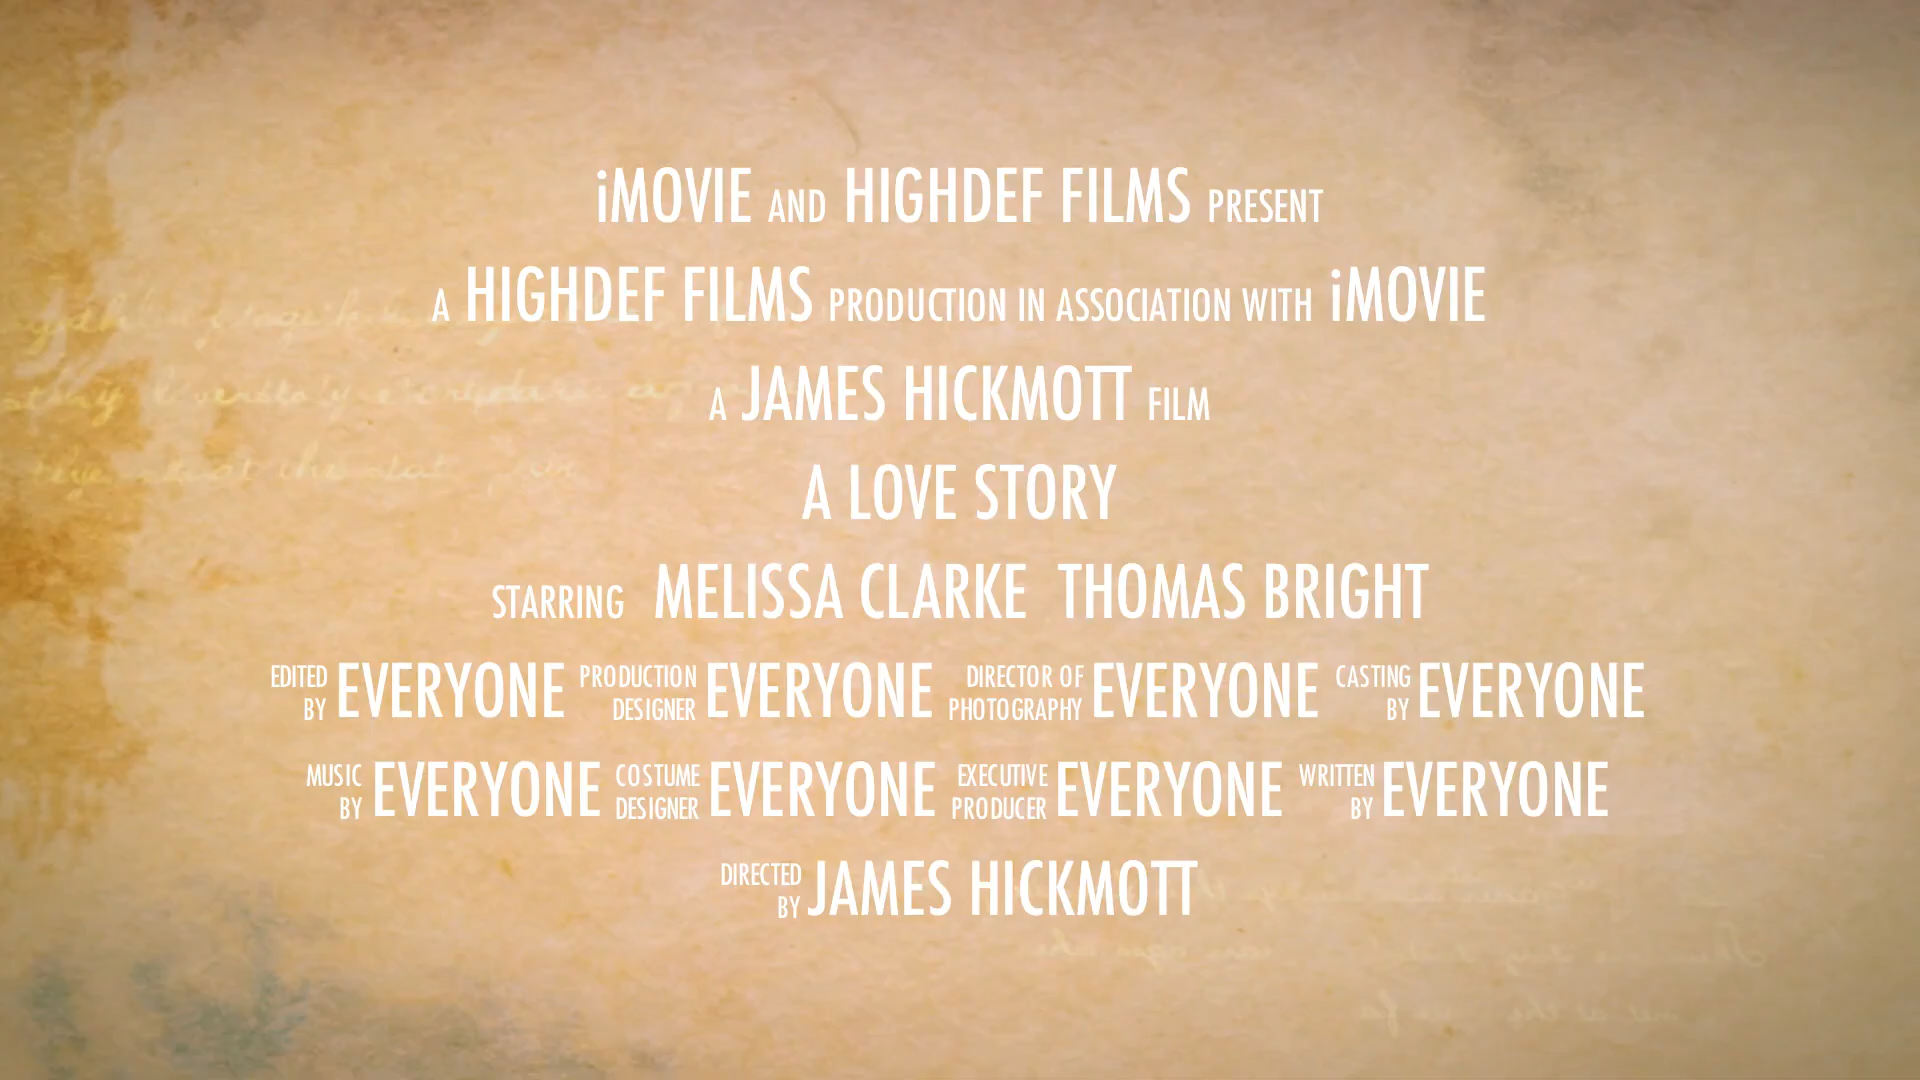 iMOVIE AND HIGHDEF FILMS PRESENT
A HIGHDEF FILMS PRODUCTION IN ASSOCIATION WITH iMOVIE
A JAMES HICKMOTT FILM
A LOVE STORY
STARRING MELISSA CLARKE THOMAS BRIGHT
EDITED BY EVERYONE PRODUCTION DESIGNER EVERYONE DIRECTOR OF PHOTOGRAPHY EVERYONE CASTING BY EVERYONE
MUSIC BY EVERYONE COSTUME DESIGNER EVERYONE EXECUTIVE PRODUCER EVERYONE WRITTEN BY EVERYONE
DIRECTED BY JAMES HICKMOTT